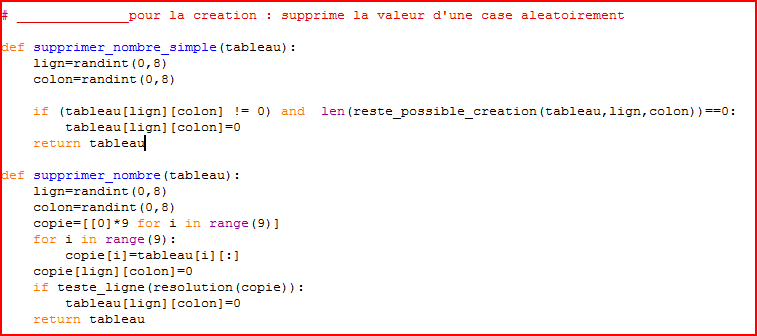 # ______________pour la creation : supprime la valeur d'une case aleatoirement
def supprimer_nombre_simple(tableau):
    lign=randint(0,8)
    colon=randint(0,8)
    if (tableau[lign][colon] != 0) and  len(reste_possible_creation(tableau,lign,colon))==0:
        tableau[lign][colon]=0
    return tableau
def supprimer_nombre(tableau):
    lign=randint(0,8)
    colon=randint(0,8)
    copie=[[0]*9 for i in range(9)]
    for i in range(9):
        copie[i]=tableau[i][:]
    copie[lign][colon]=0
    if teste_ligne(resolution(copie)):
        tableau[lign][colon]=0
    return tableau